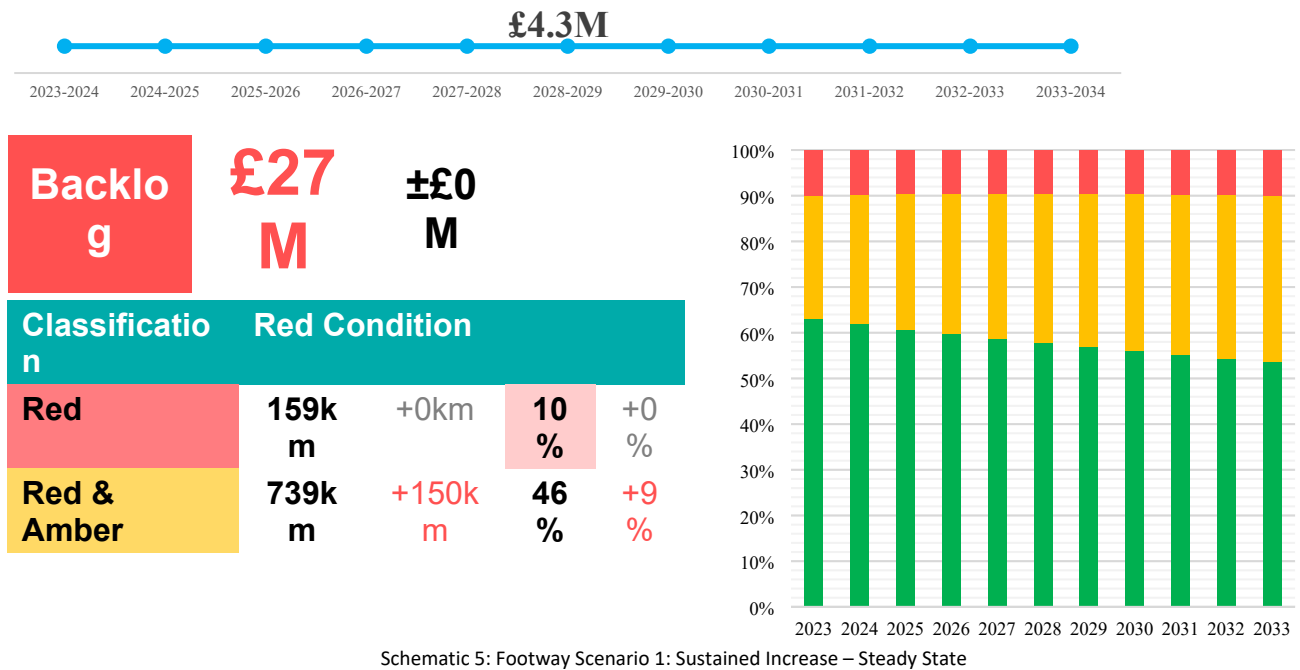 £4.3M
2023-2024 2024-2025 2025-2026 2026-2027 2027-2028 2028-2029 2029-2030 2030-2031 2031-2032 2032-2033 2033-2034
Backlo
g
£27
M
±£0
M
Classificatio
n
Red Condition
Red
159k
m
+0km
10
%
+0
%
Red &
Amber
739k
m
+150k
m
46
%
+9
%
100%
90%
80%
70%
60%
50%
40%
30%
20%
10%
0%
2023 2024 2025 2026 2027 2028 2029 2030 2031 2032 2033
Schematic 5: Footway Scenario 1: Sustained Increase – Steady State